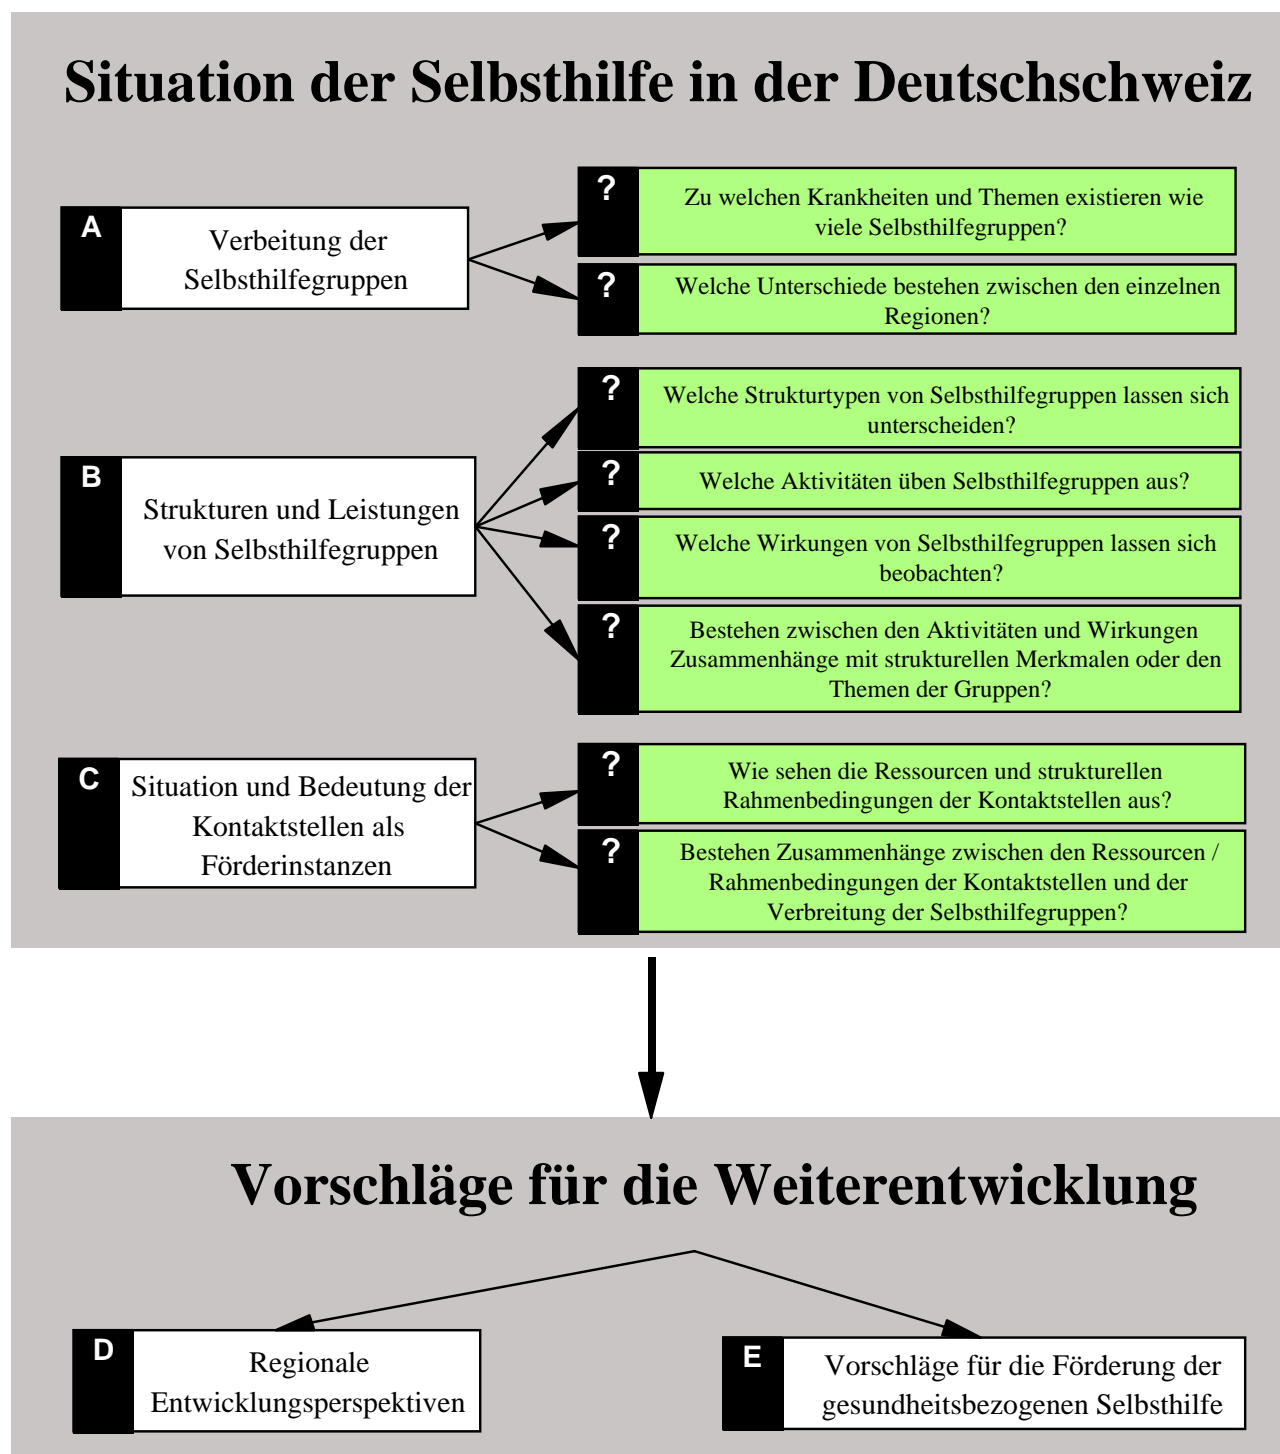 Situation der Selbsthilfe in der Deutschschweiz
A
Verbeitung der
Selbsthilfegruppen
?
Zu welchen Krankheiten und Themen existieren wie
viele Selbsthilfegruppen?
?
Welche Unterschiede bestehen zwischen den einzelnen
Regionen?
B
Strukturen und Leistungen
von Selbsthilfegruppen
?
Welche Strukturtypen von Selbsthilfegruppen lassen sich
unterscheiden?
?
Welche Aktivitäten üben Selbsthilfegruppen aus?
?
Welche Wirkungen von Selbsthilfegruppen lassen sich
beobachten?
?
Bestehen zwischen den Aktivitäten und Wirkungen
Zusammenhänge mit strukturellen Merkmalen oder den
Themen der Gruppen?
C
Situation und Bedeutung der
Kontaktstellen als
Förderinstanzen
?
Wie sehen die Ressourcen und strukturellen
Rahmenbedingungen der Kontaktstellen aus?
?
Bestehen Zusammenhänge zwischen den Ressourcen /
Rahmenbedingungen der Kontaktstellen und der
Verbreitung der Selbsthilfegruppen?
Vorschläge für die Weiterentwicklung
D
Regionale
Entwicklungsperspektiven
E
Vorschläge für die Förderung der
gesundheitsbezogenen Selbsthilfe